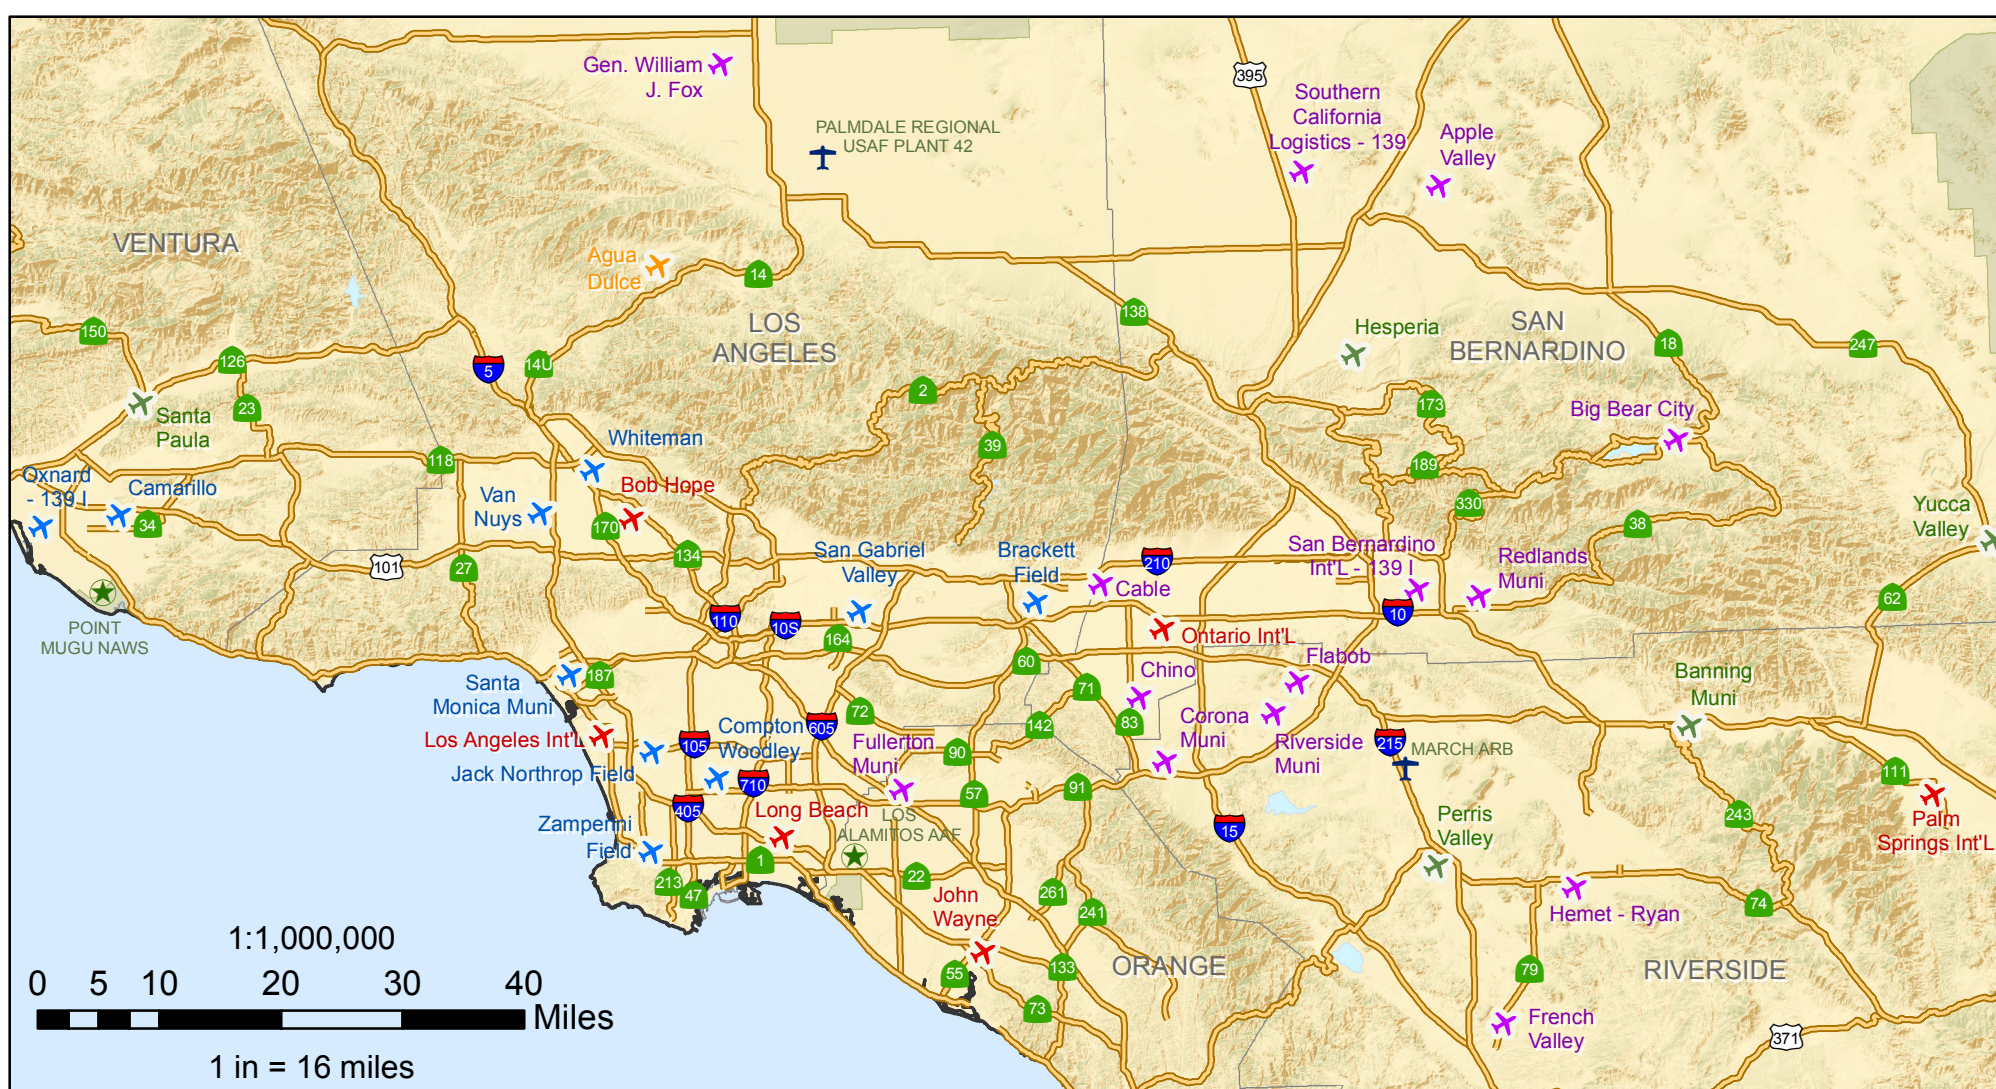 395
Gen. William
J. Fox
Southern
California
Logistics - 139
Apple
Valley
PALMDALE REGIONAL
USAF PLANT 42
VENTURA
Agua
Dulce
14
138
150
LOS
ANGELES
Hesperia
SAN
BERNARDINO
18
247
126
5
14U
2
173
23
Santa
Paula
Big Bear City
39
Whiteman
118
189
Oxnard
- 139 I
Camarillo
Van
Nuys
Bob Hope
330
Yucca
Valley
34
170
38
101
27
134
San Gabriel
Valley
Brackett
Field
210
San Bernardino
Int'L - 139 I
Redlands
Muni
Cable
62
POINT
MUGU NAWS
110
10S
164
10
Ontario Int'L
60
Flabob
Santa
Monica Muni
187
Chino
71
Banning
Muni
72
142
83
Corona
Muni
Los Angeles Int'L
105
Compton
Woodley
605
Fullerton
Muni
90
Riverside
Muni
215
MARCH ARB
Jack Northrop Field
710
57
91
111
405
Long Beach
LOS
ALAMITOS AAF
Zamperini
Field
15
Perris
Valley
243
Palm
Springs Int'L
1
213
47
22
John
Wayne
261
241
Hemet - Ryan
74
1:1,000,000
0 5 10 20 30 40
Miles
1 in = 16 miles
55
133
ORANGE
79
RIVERSIDE
73
French
Valley
371